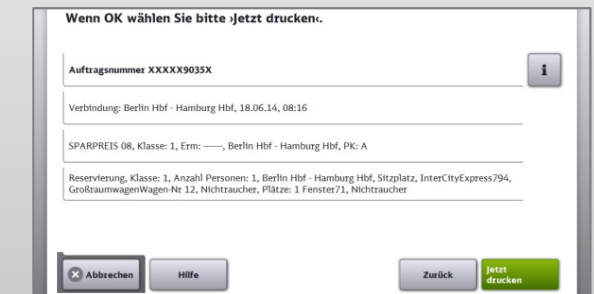 Wenn OK wählen Sie bitte ›Jetzt drucken‹.
Auftragsnummer XXXXX9035X
i
Verbindung: Berlin Hbf - Hamburg Hbf, 18.06.14, 08:16
SPARPREIS 08, Klasse: 1, Erm: -----, Berlin Hbf - Hamburg Hbf, PK: A
Reservierung, Klasse: 1, Anzahl Personen: 1, Berlin Hbf - Hamburg Hbf, Sitzplatz, InterCityExpress794,
GroßraumwagenWagen-Nr 12, Nichtraucher, Plätze: 1 Fenster71, Nichtraucher
Abbrechen
Hilfe
Zurück
Jetzt
drucken